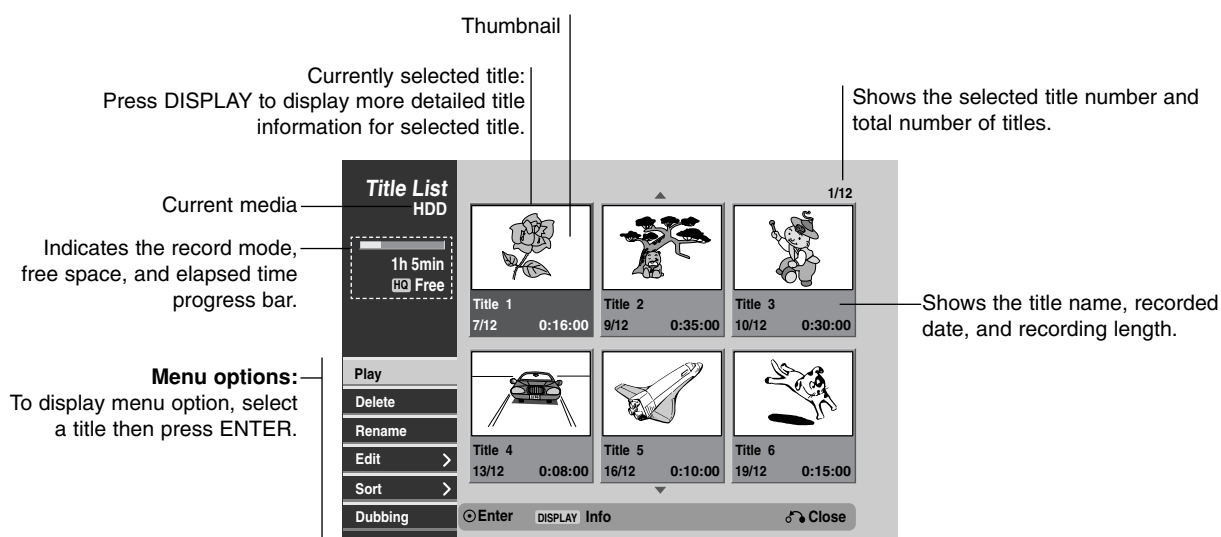 Thumbnail
Currently selected title:
Press DISPLAY to display more detailed title
information for selected title.
Shows the selected title number and
total number of titles.
Current media
Indicates the record mode,
free space, and elapsed time
progress bar.
Menu options:
To display menu option, select
a title then press ENTER.
Title List
HDD
1h 5min
HQ Free
Play
Delete
Rename
Edit
Sort
Dubbing
1/12
Title 1
7/12 0:16:00
Title 2
9/12 0:35:00
Title 3
10/12 0:30:00
Title 4
13/12 0:08:00
Title 5
16/12 0:10:00
Title 6
19/12 0:15:00
Enter DISPLAY Info Close
Shows the title name, recorded
date, and recording length.